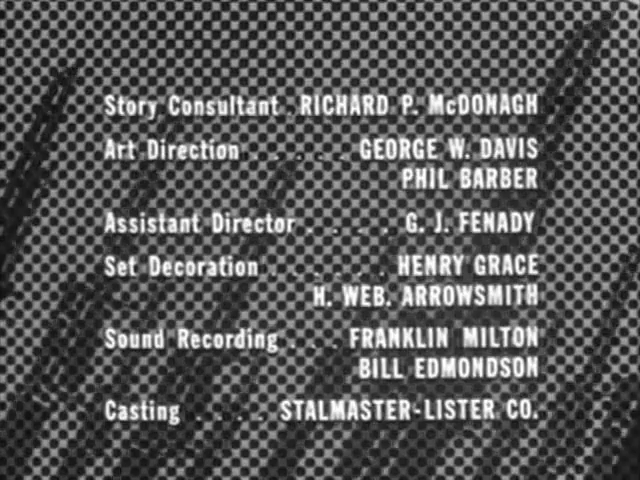 Story Consultant . RICHARD P. McDONAGH
Art Direction . . . . . GEORGE W. DAVIS
PHIL BARBER
Assistant Director . . . . G. J. FENADY
Set Decoration . . . . . . HENRY GRACE
H. WEB. ARROWSMITH
Sound Recording . . . FRANKLIN MILTON
BILL EDMONDSON
Casting . . . . STALMASTER-LISTER CO.